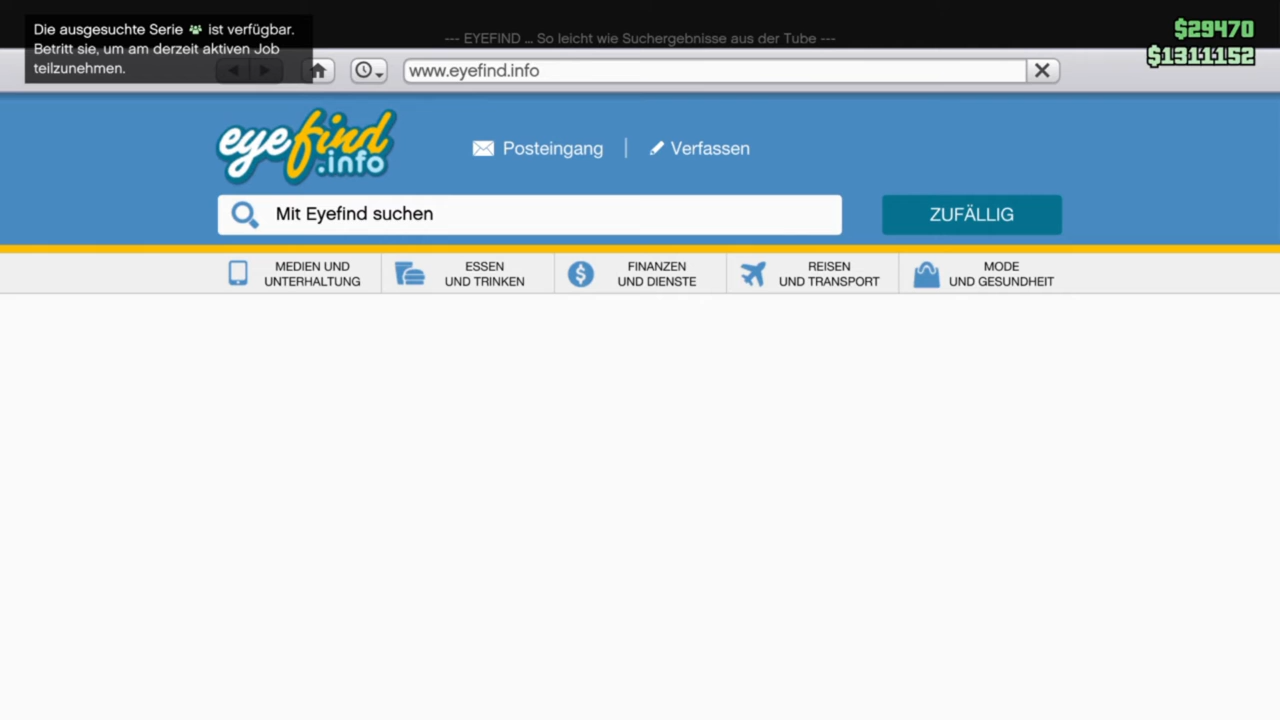 Die ausgesuchte Serie ist verfügbar.
Betritt sie, um am derzeit aktiven Job
teilzunehmen.
--- EYEFIND ... So leicht wie Suchergebnisse aus der Tube ---
$29470
$1311152
www.eyefind.info
eyefind
.info
Posteingang | Verfassen
Mit Eyefind suchen
ZUFÄLLIG
MEDIEN UND
UNTERHALTUNG
ESSEN
UND TRINKEN
FINANZEN
UND DIENSTE
REISEN
UND TRANSPORT
MODE
UND GESUNDHEIT